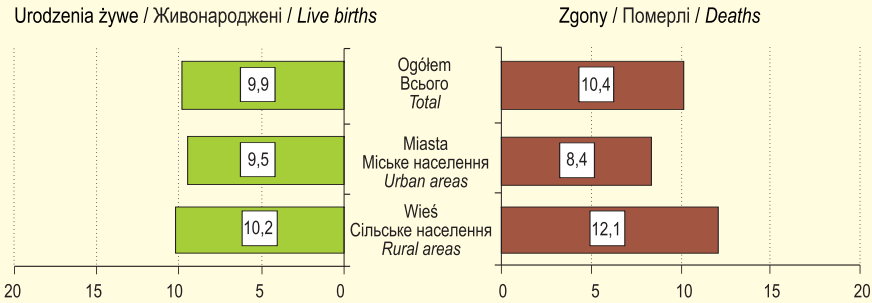 Urodzenia żywe / Живонароджені / Live births
Zgony / Померлі / Deaths
Ogółem
Всього
Total
9,9
10,4
Miasta
Міське населення
Urban areas
9,5
8,4
Wieś
Сільське населення
Rural areas
10,2
12,1
20 15 10 5 0
0 5 10 15 20